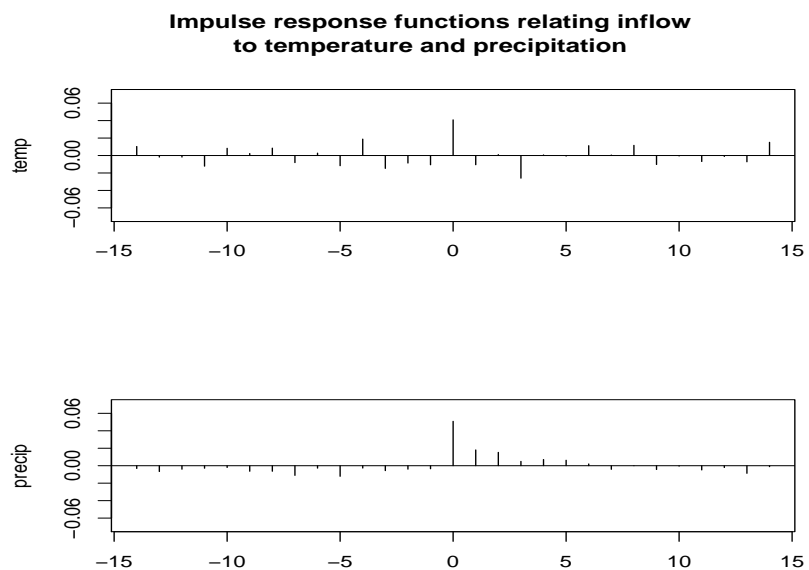 Impulse response functions relating inflow
to temperature and precipitation
temp
0.06
0.00
−0.06
−15 −10 −5 0 5 10 15
precip
0.06
0.00
−0.06
−15 −10 −5 0 5 10 15